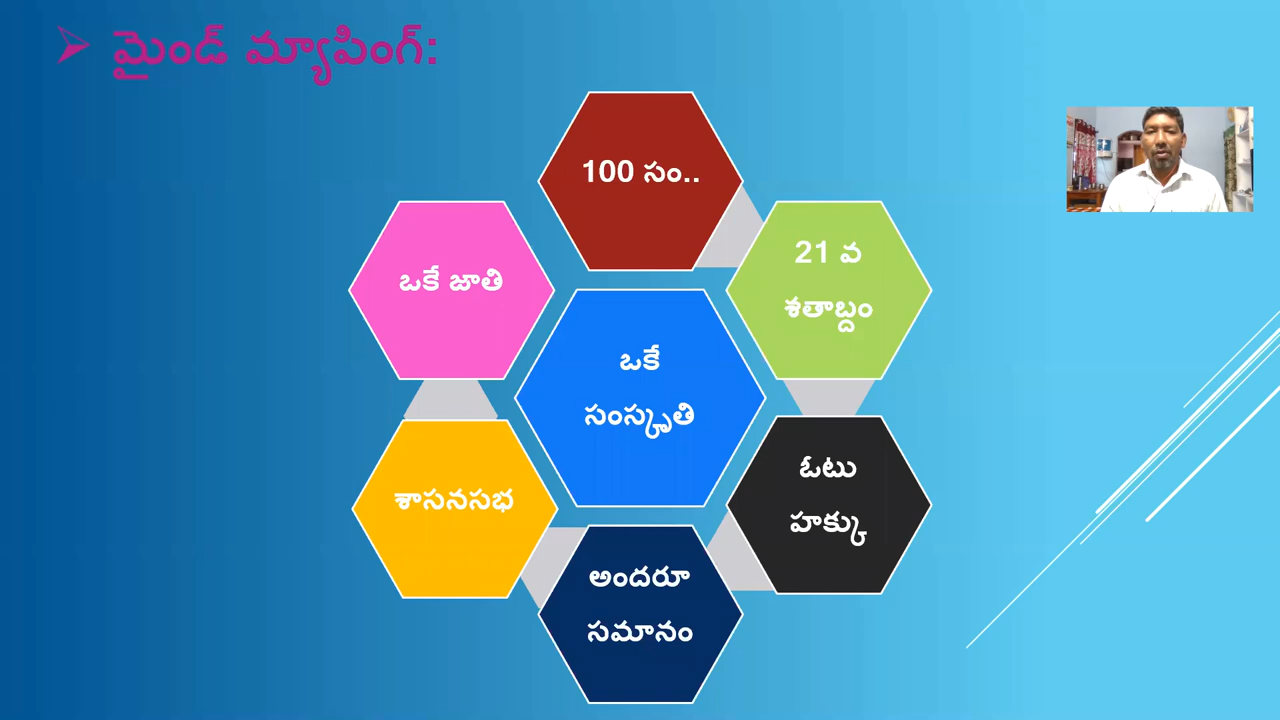 మైండ్ మ్యాపింగ్:
100 సం..
21 వ
శతాబ్దం
ఓటు
హక్కు
అందరూ
సమానం
శాసనసభ
ఒకే జాతి
ఒకే
సంస్కృతి